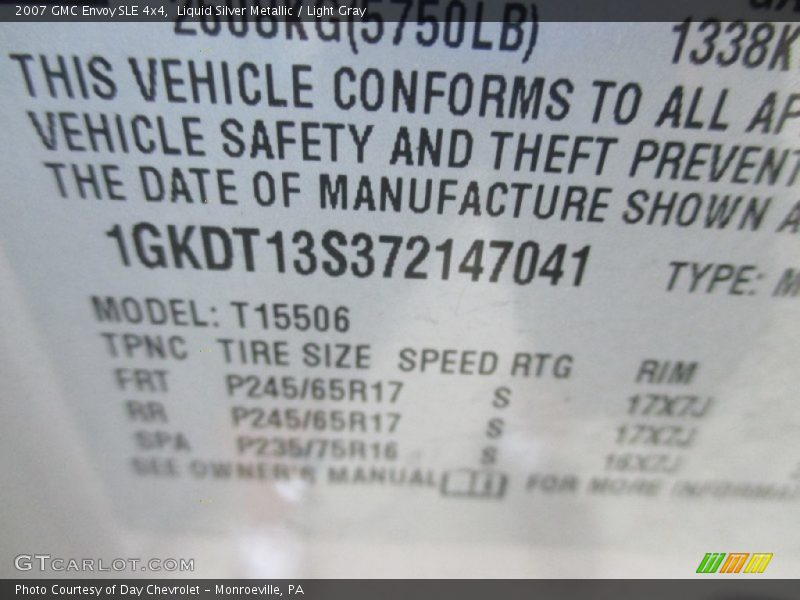 2007 GMC Envoy SLE 4x4, Liquid Silver Metallic / Light Gray
(5750LB)
1338K
THIS VEHICLE CONFORMS TO ALL AP
VEHICLE SAFETY AND THEFT PREVENT
THE DATE OF MANUFACTURE SHOWN A
1GKDT13S372147041 TYPE: M
MODEL: T15506
TPNC TIRE SIZE SPEED RTG RIM
FRT P245/65R17 S 17X7J
RR P245/65R17 S 17X7J
SPA P235/75R16 S 16X7J
SEE OWNER'S MANUAL FOR MORE INFORMAT
GTCARLOT.COM
Photo Courtesy of Day Chevrolet - Monroeville, PA